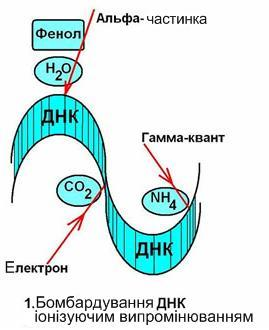 Альфа-частинка
Фенол
H₂O
ДНК
Гамма-квант
CO₂
NH₄
ДНК
Електрон
1.Бомбардування ДНК
іонізуючим випромінюванням